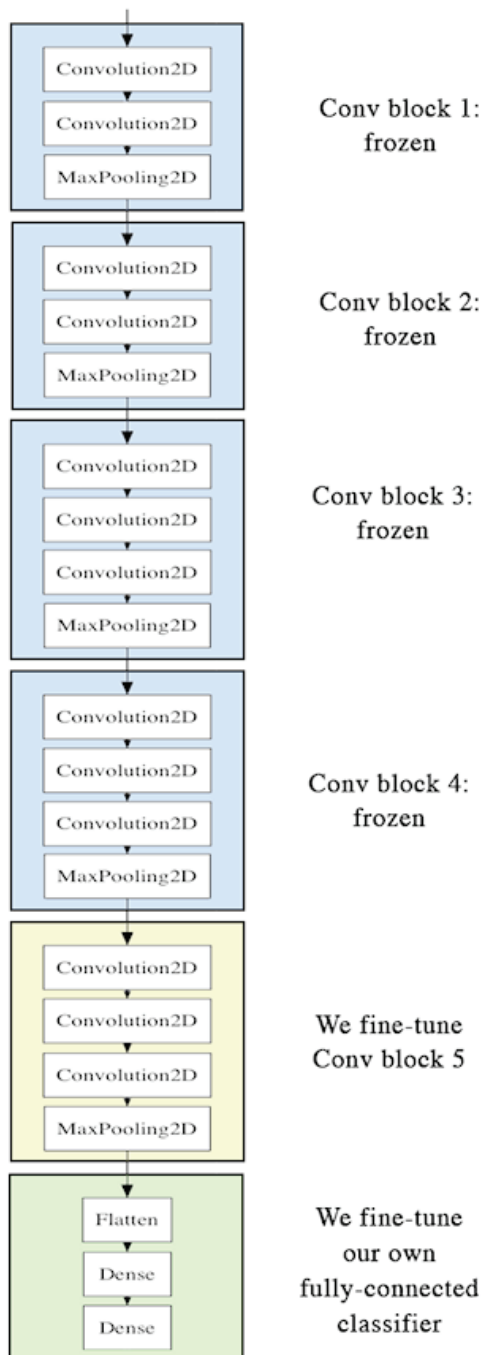 Convolution2D
Convolution2D
MaxPooling2D
Conv block 1:
frozen
Convolution2D
Convolution2D
MaxPooling2D
Conv block 2:
frozen
Convolution2D
Convolution2D
Convolution2D
MaxPooling2D
Conv block 3:
frozen
Convolution2D
Convolution2D
Convolution2D
MaxPooling2D
Conv block 4:
frozen
Convolution2D
Convolution2D
Convolution2D
MaxPooling2D
We fine-tune
Conv block 5
Flatten
Dense
Dense
We fine-tune
our own
fully-connected
classifier